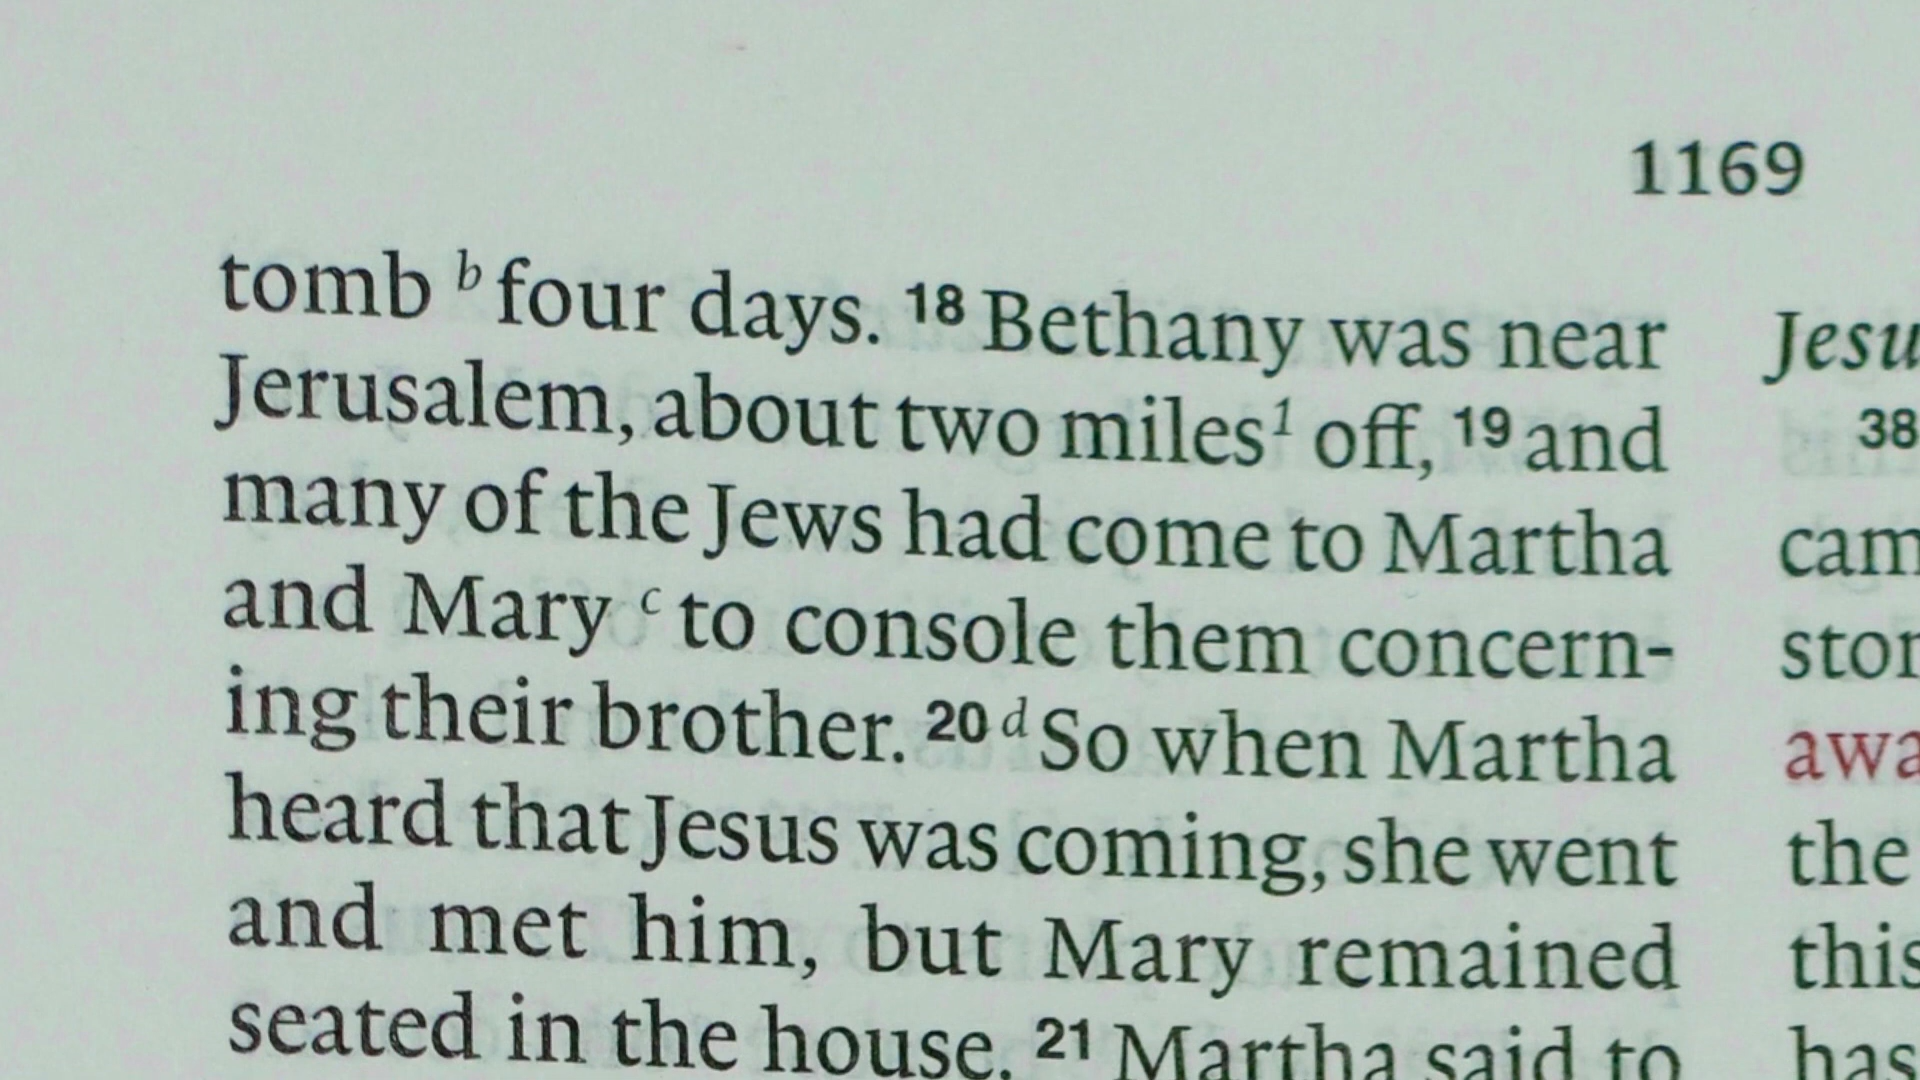 1169
tomb b four days. 18 Bethany was near
Jerusalem, about two miles1 off, 19 and
many of the Jews had come to Martha
and Mary c to console them concern-
ing their brother. 20 d So when Martha
heard that Jesus was coming, she went
and met him, but Mary remained
seated in the house. 21 Martha said to
Jesu
38
cam
ston
awa
the
this
has